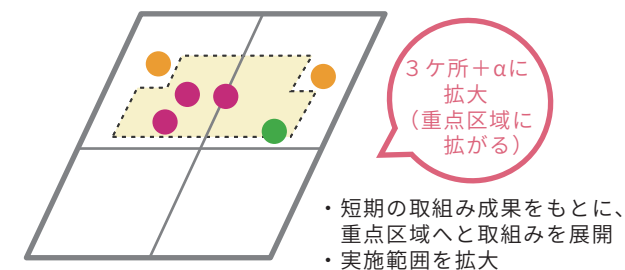 ３ケ所＋αに
拡大
（重点区域に
拡がる）
・短期の取組み成果をもとに、
重点区域へと取組みを展開
・実施範囲を拡大